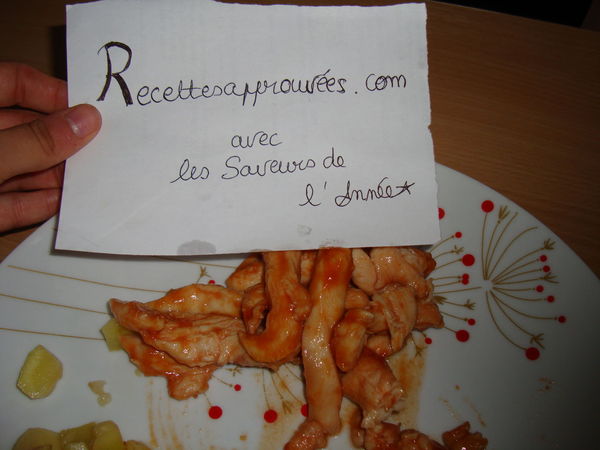 Recettesapprouvées.com
avec
les Saveurs de
l'Année★